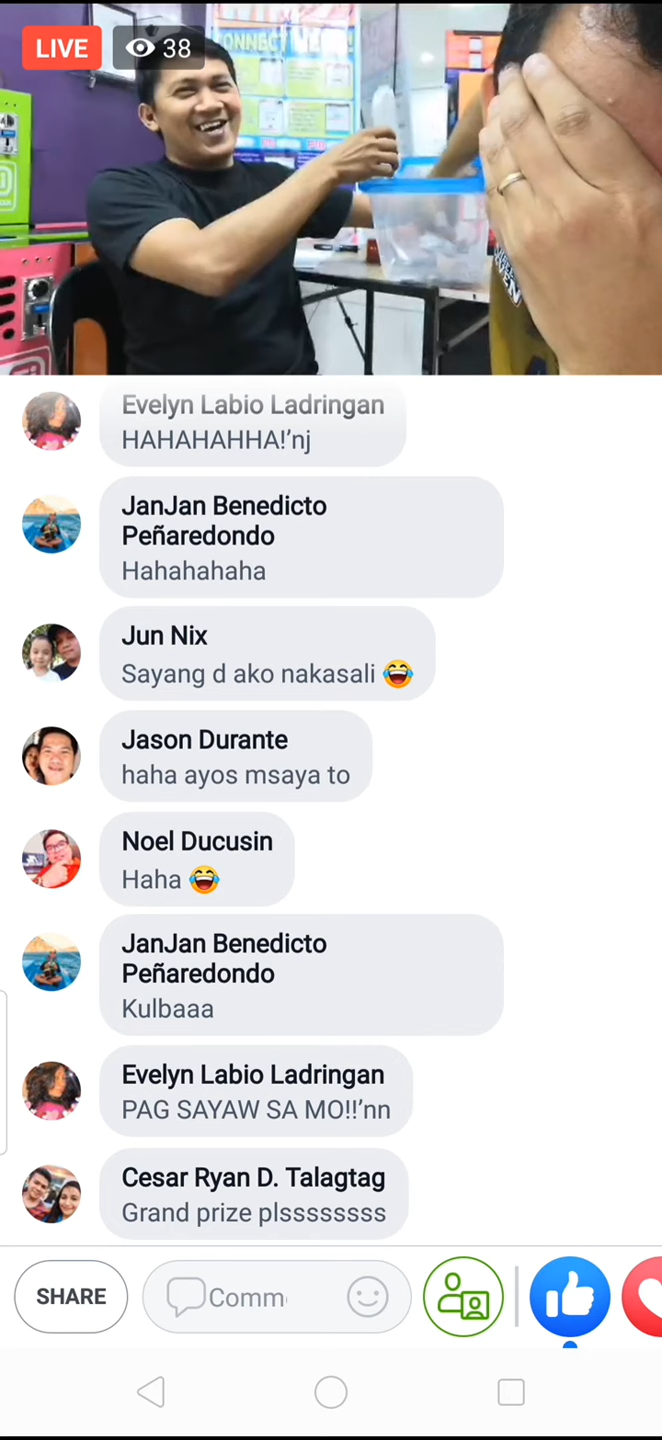 LIVE
38
CONNECT
Evelyn Labio Ladringan
HAHAHAHHA!’nj
JanJan Benedicto
Peñaredondo
Hahahahaha
Jun Nix
Sayang d ako nakasali 😂
Jason Durante
haha ayos msaya to
Noel Ducusin
Haha 😂
JanJan Benedicto
Peñaredondo
Kulbaaa
Evelyn Labio Ladringan
PAG SAYAW SA MO!!’nn
Cesar Ryan D. Talagtag
Grand prize plssssssss
SHARE
Comm